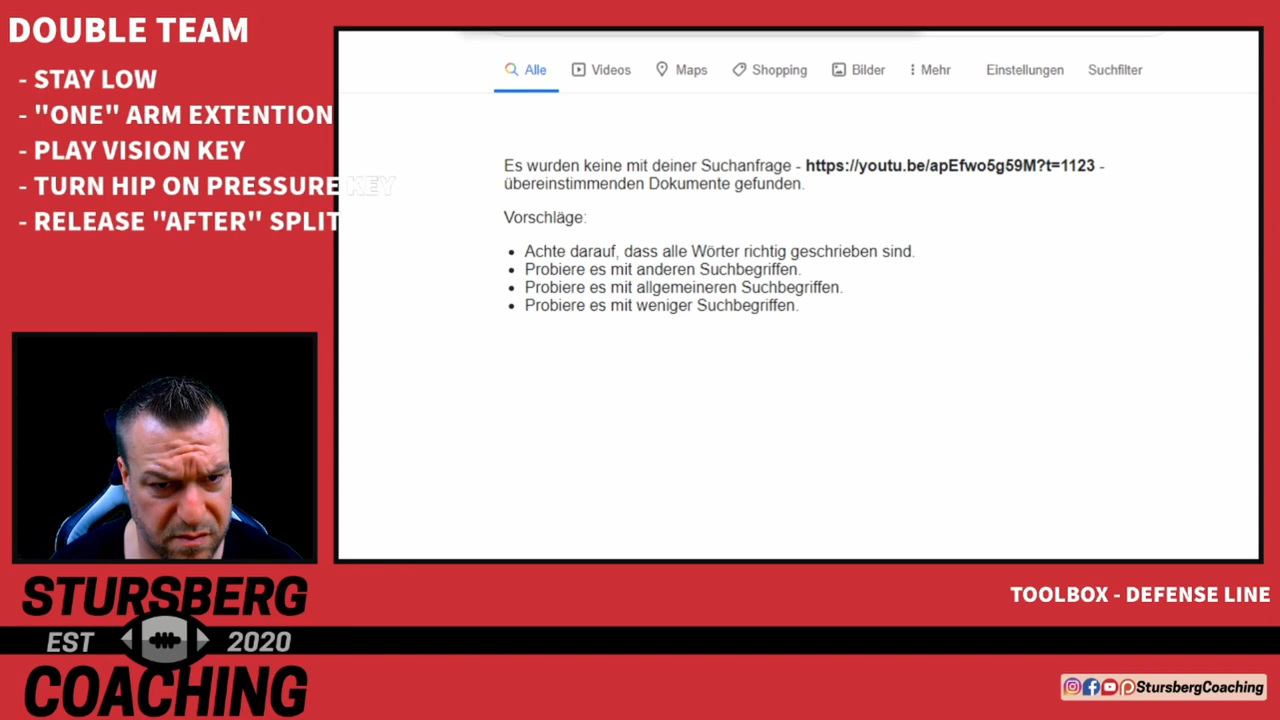 DOUBLE TEAM
- STAY LOW
- "ONE" ARM EXTENTION
- PLAY VISION KEY
- TURN HIP ON PRESSURE KEY
- RELEASE "AFTER" SPLIT
Alle Videos Maps Shopping Bilder Mehr Einstellungen Suchfilter
Es wurden keine mit deiner Suchanfrage - https://youtu.be/apEfwo5g59M?t=1123 -
übereinstimmenden Dokumente gefunden.
Vorschläge:
• Achte darauf, dass alle Wörter richtig geschrieben sind.
• Probiere es mit anderen Suchbegriffen.
• Probiere es mit allgemeineren Suchbegriffen.
• Probiere es mit weniger Suchbegriffen.
STURSBERG
EST 2020
COACHING
TOOLBOX - DEFENSE LINE
StursbergCoaching